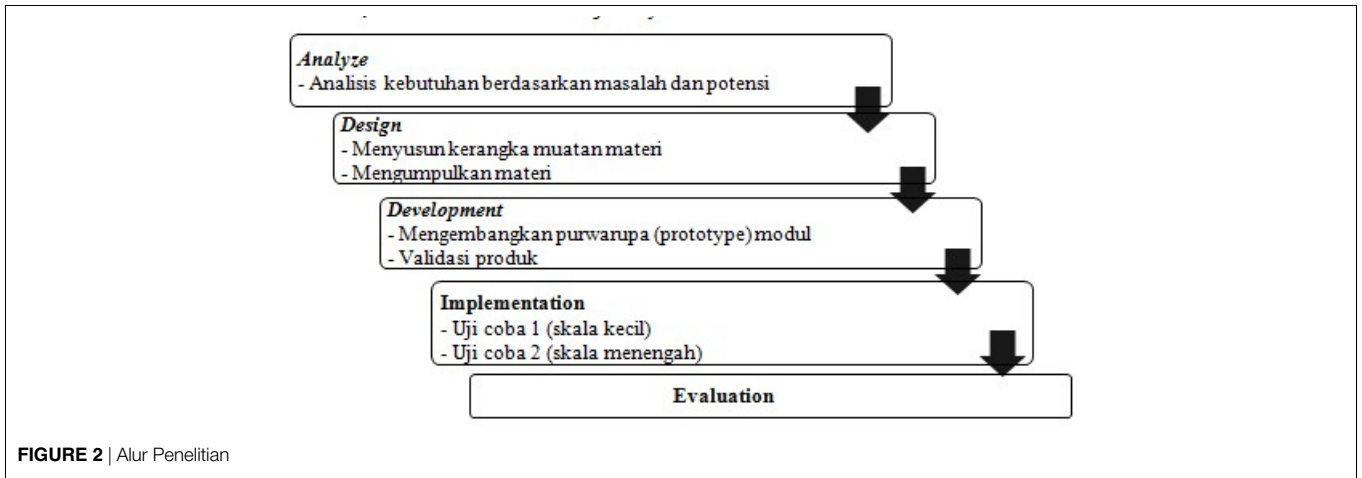 Analyze
- Analisis kebutuhan berdasarkan masalah dan potensi
Design
- Menyusun kerangka muatan materi
- Mengumpulkan materi
Development
- Mengembangkan purwarupa (prototype) modul
- Validasi produk
Implementation
- Uji coba 1 (skala kecil)
- Uji coba 2 (skala menengah)
Evaluation
FIGURE 2 | Alur Penelitian